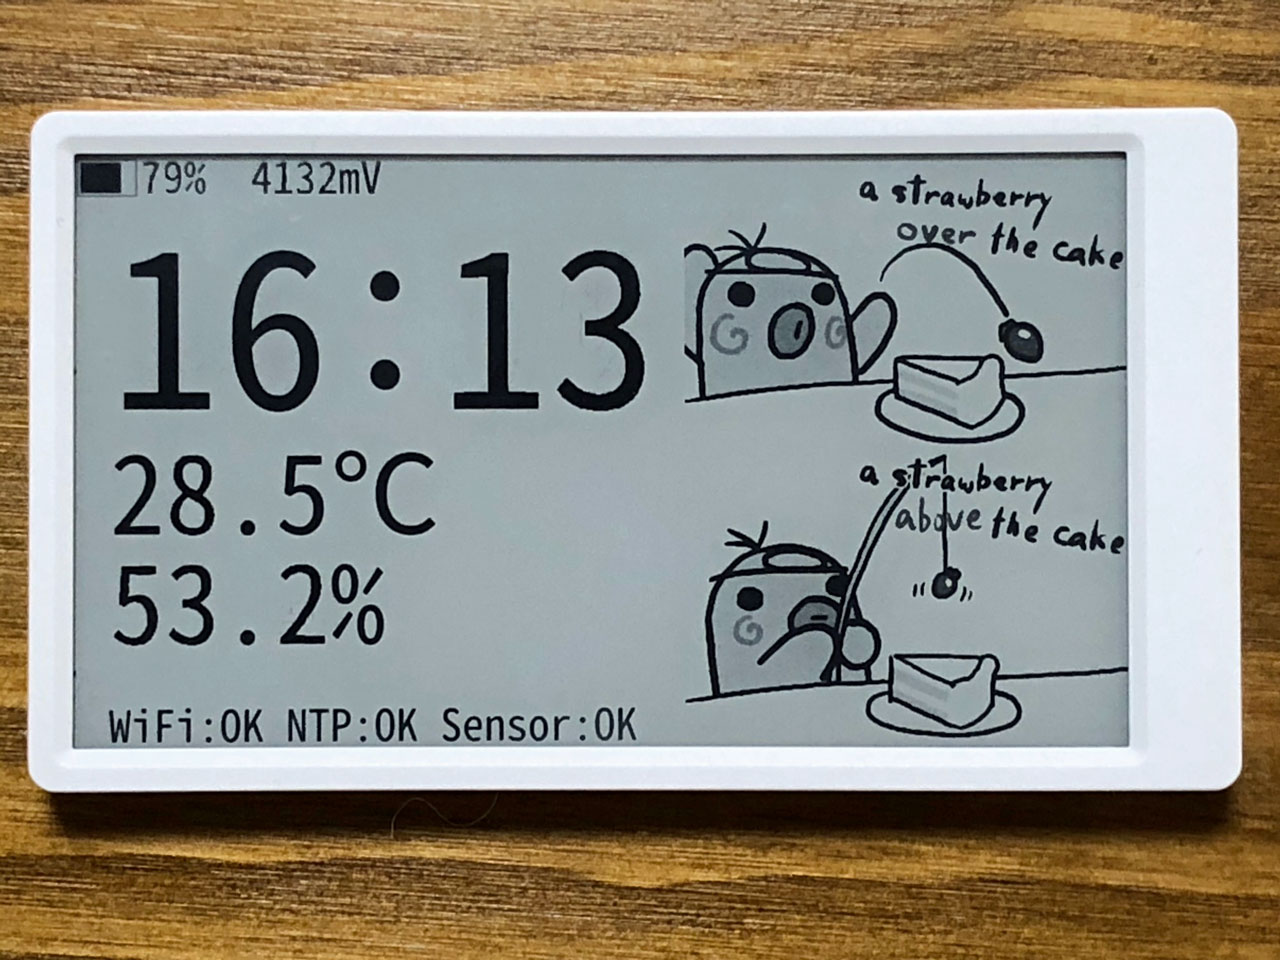 79% 4132mV
16:13
28.5°C
53.2%
WiFi:OK NTP:OK Sensor:OK
a strawberry
over the cake
a strawberry
above the cake